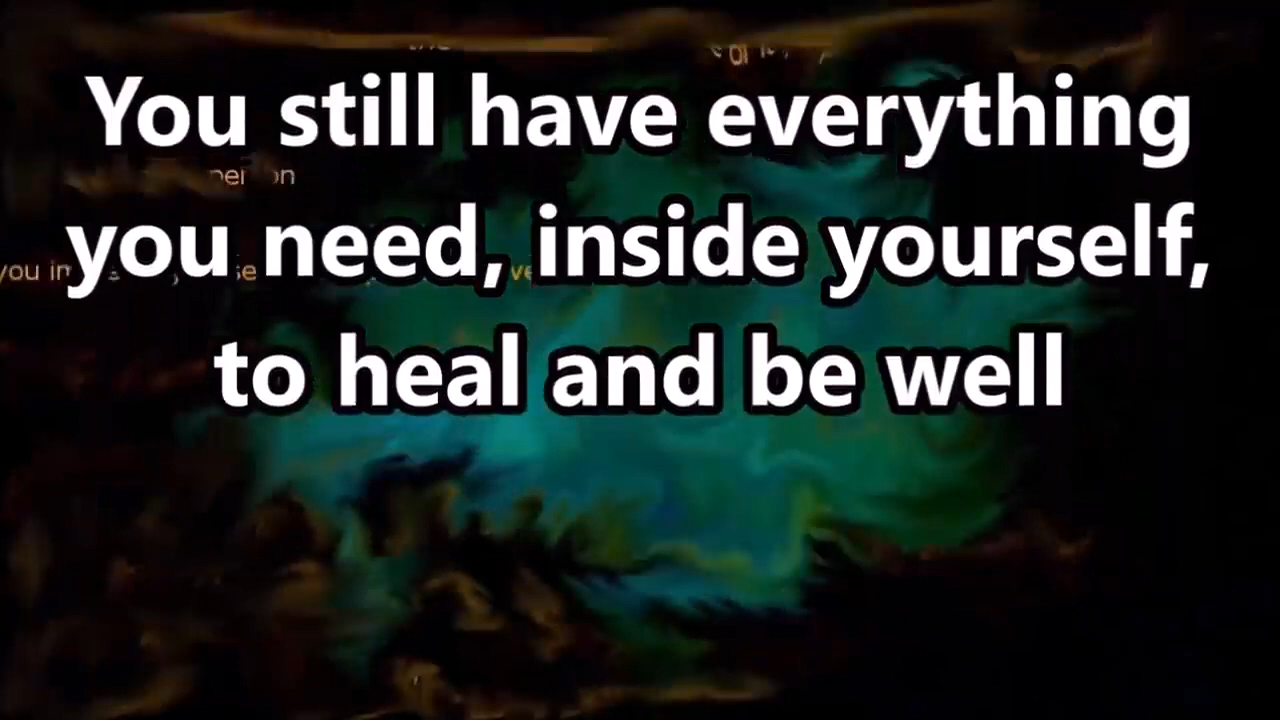 You still have everything
you need, inside yourself,
to heal and be well